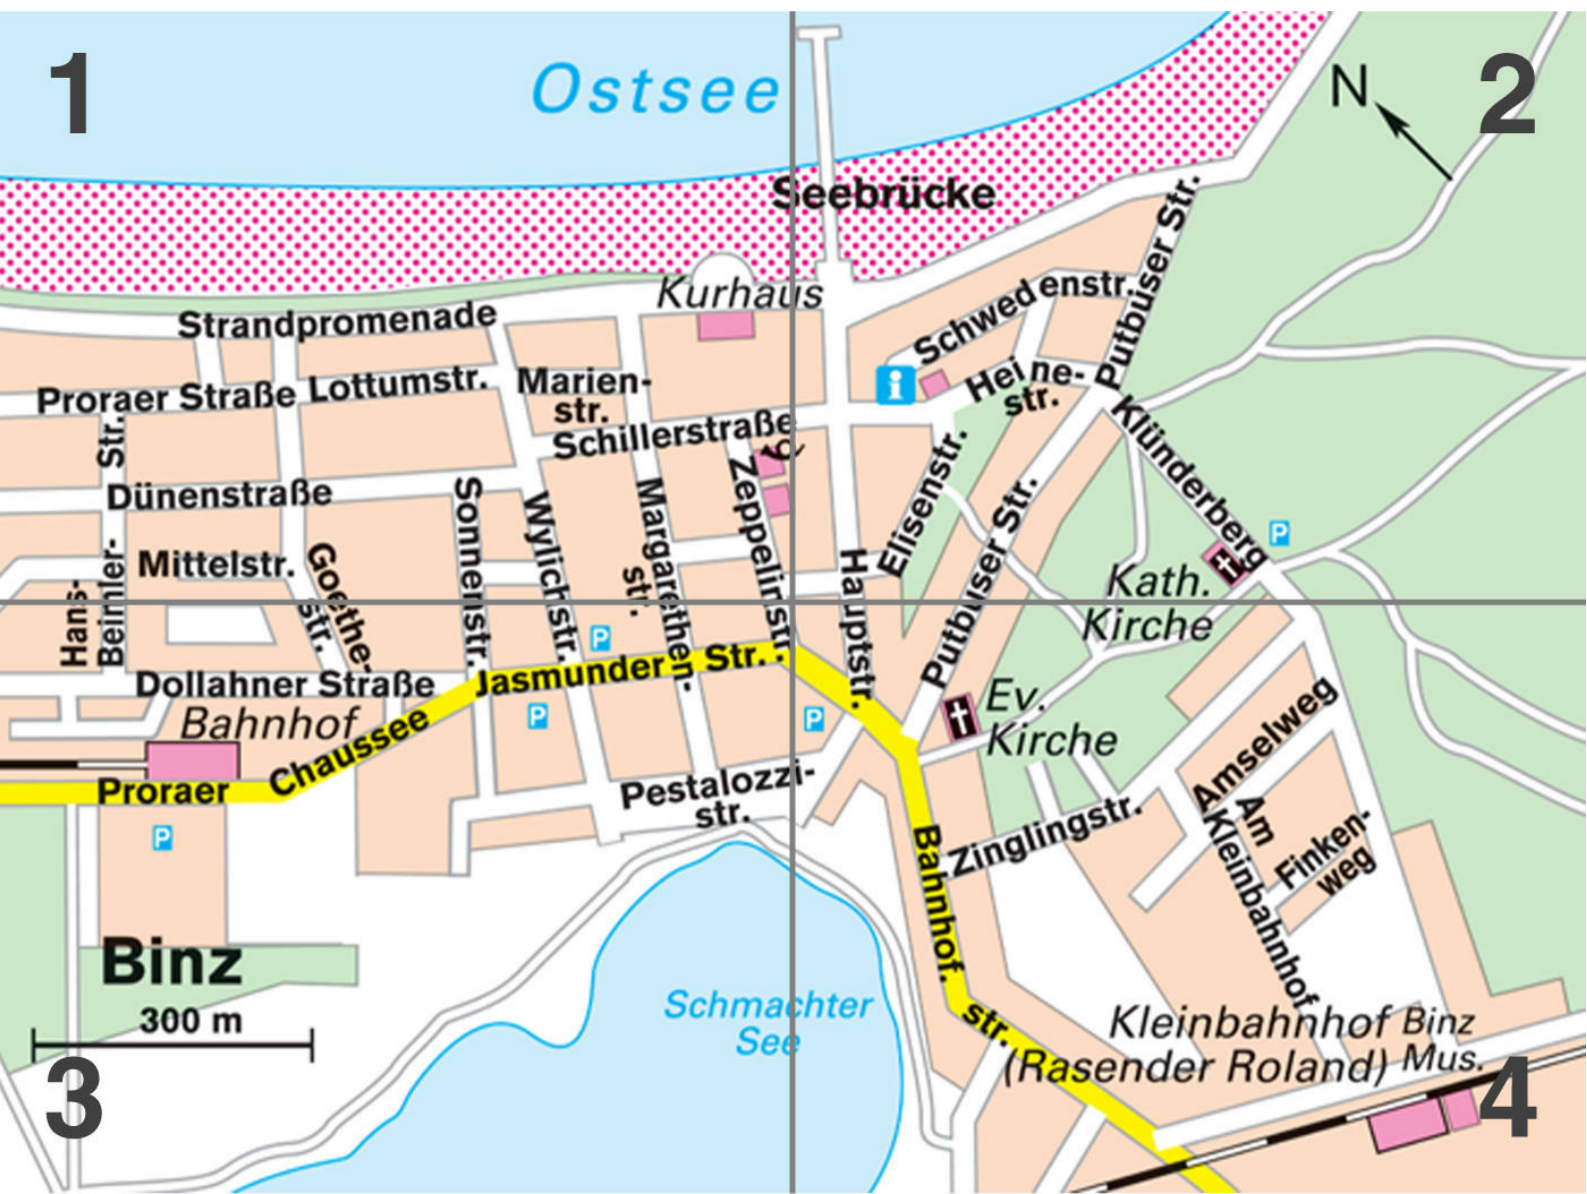 1
2
Ostsee
N
Seebrücke
Kurhaus
Strandpromenade
Schwedenstr.
Putbuser Str.
Proraer Straße
Lottumstr.
Marien-
str.
Heine-
str.
Schillerstraße
Klünderberg
Hans-
Beimler-Str.
Dünenstraße
Sonnenstr.
Wylichstr.
Margarethen-
str.
Zeppelinstr.
Hauptstr.
Elisenstr.
Putbuser Str.
P
Mittelstr.
Goethe-
str.
Kath.
Kirche
P
Dollahner Straße
Jasmunder Str.
Bahnhof
P
P
Ev.
Kirche
Proraer Chaussee
Pestalozzi-
str.
P
Amselweg
Am
Kleinbahnhof
Finken-
weg
Zinglingstr.
Bahnhof.
str.
Binz
300 m
Schmachter
See
Kleinbahnhof Binz
(Rasender Roland) Mus.
3
4